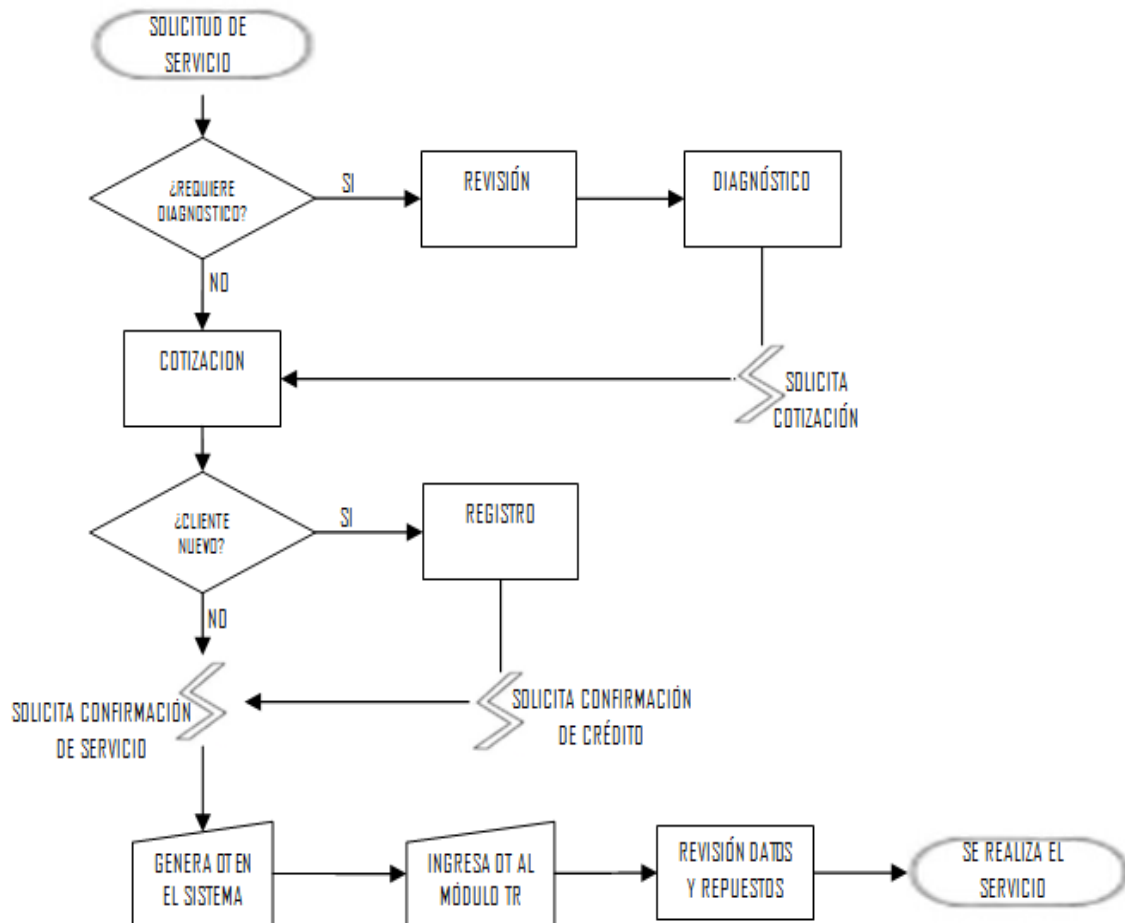 SOLICITUD DE
SERVICIO
¿REQUIERE
DIAGNOSTICO?
SI
REVISIÓN
DIAGNÓSTICO
NO
COTIZACION
SOLICITA
COTIZACIÓN
¿CLIENTE
NUEVO?
SI
REGISTRO
NO
SOLICITA CONFIRMACIÓN
DE SERVICIO
SOLICITA CONFIRMACIÓN
DE CRÉDITO
GENERA OT EN
EL SISTEMA
INGRESA OT AL
MÓDULO TR
REVISIÓN DATOS
Y REPUESTOS
SE REALIZA EL
SERVICIO